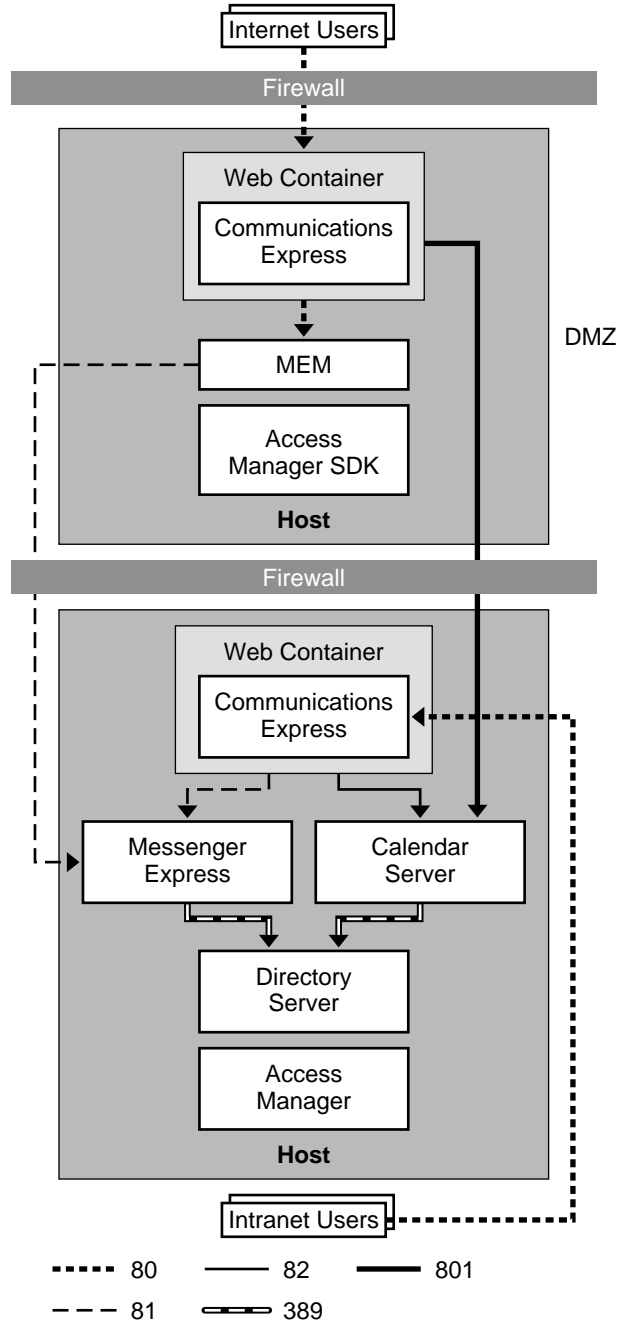 Internet Users
Firewall
Web Container
Communications
Express
DMZ
MEM
Access
Manager SDK
Host
Firewall
Web Container
Communications
Express
Messenger
Express
Calendar
Server
Directory
Server
Access
Manager
Host
Intranet Users
80
82
801
81
389